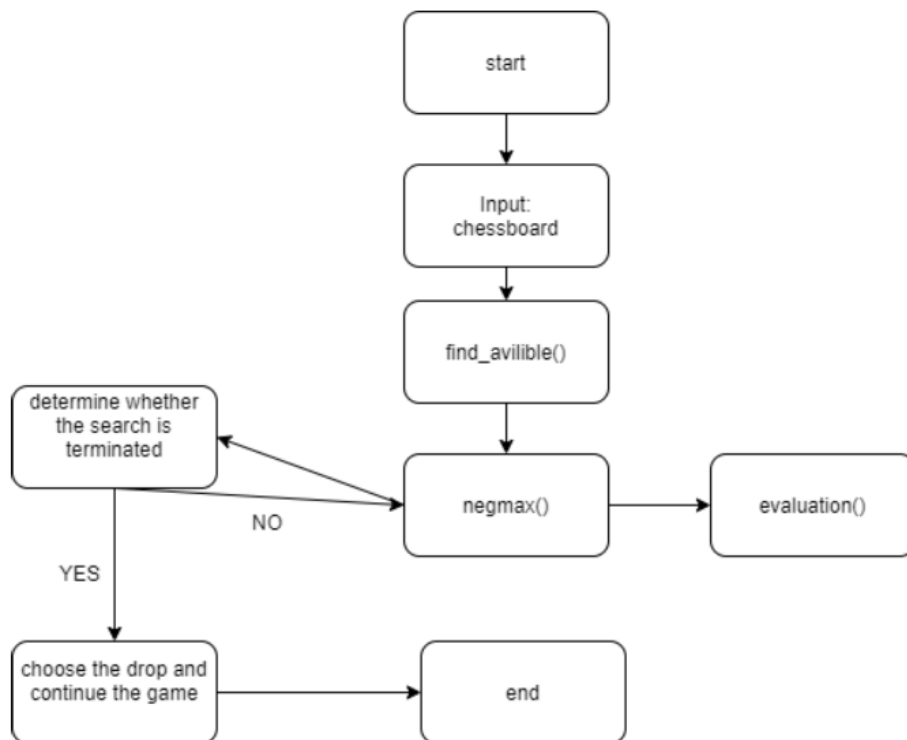 start
Input:
chessboard
find_avilible()
determine whether
the search is
terminated
negmax()
evaluation()
NO
YES
choose the drop and
continue the game
end